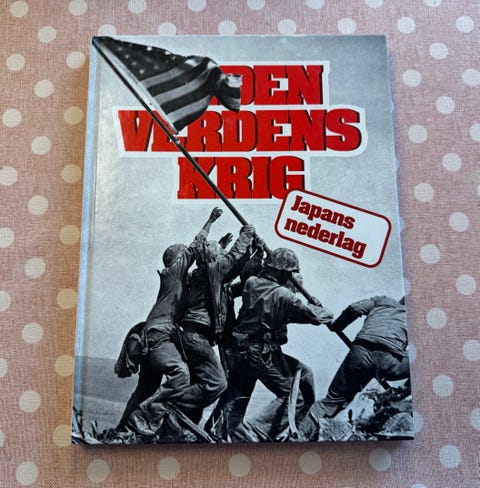 DEN
VERDENS
KRIG
Japans
nederlag